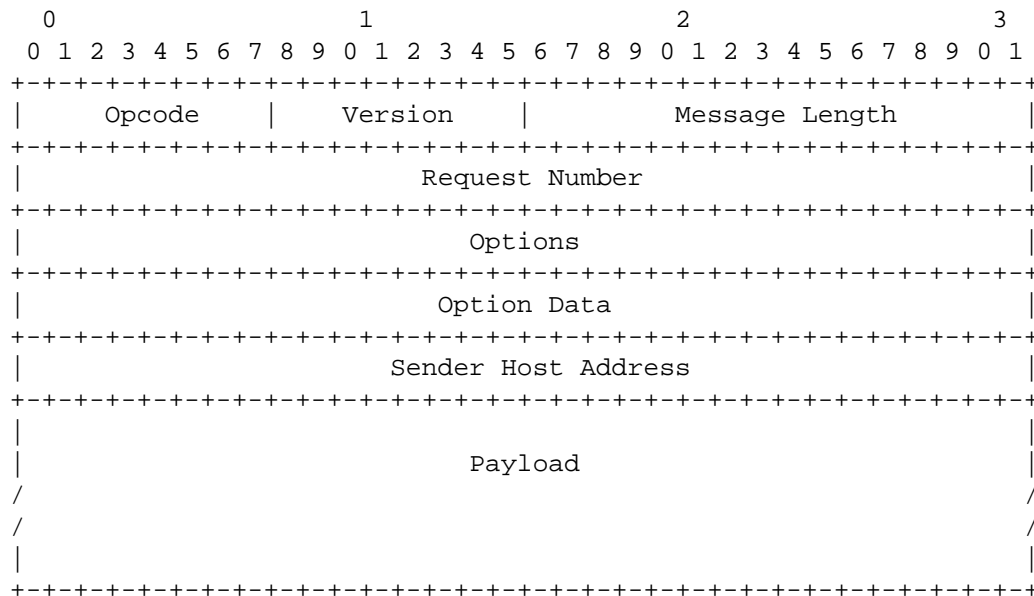 0                   1                   2                   3
    0 1 2 3 4 5 6 7 8 9 0 1 2 3 4 5 6 7 8 9 0 1 2 3 4 5 6 7 8 9 0 1
   +-+-+-+-+-+-+-+-+-+-+-+-+-+-+-+-+-+-+-+-+-+-+-+-+-+-+-+-+-+-+-+-+
   |     Opcode    |    Version    |         Message Length        |
   +-+-+-+-+-+-+-+-+-+-+-+-+-+-+-+-+-+-+-+-+-+-+-+-+-+-+-+-+-+-+-+-+
   |                         Request Number                        |
   +-+-+-+-+-+-+-+-+-+-+-+-+-+-+-+-+-+-+-+-+-+-+-+-+-+-+-+-+-+-+-+-+
   |                            Options                            |
   +-+-+-+-+-+-+-+-+-+-+-+-+-+-+-+-+-+-+-+-+-+-+-+-+-+-+-+-+-+-+-+-+
   |                          Option Data                          |
   +-+-+-+-+-+-+-+-+-+-+-+-+-+-+-+-+-+-+-+-+-+-+-+-+-+-+-+-+-+-+-+-+
   |                       Sender Host Address                     |
   +-+-+-+-+-+-+-+-+-+-+-+-+-+-+-+-+-+-+-+-+-+-+-+-+-+-+-+-+-+-+-+-+
   |                                                               |
   |                            Payload                            |
   /                                                               /
   /                                                               /
   |                                                               |
   +-+-+-+-+-+-+-+-+-+-+-+-+-+-+-+-+-+-+-+-+-+-+-+-+-+-+-+-+-+-+-+-+